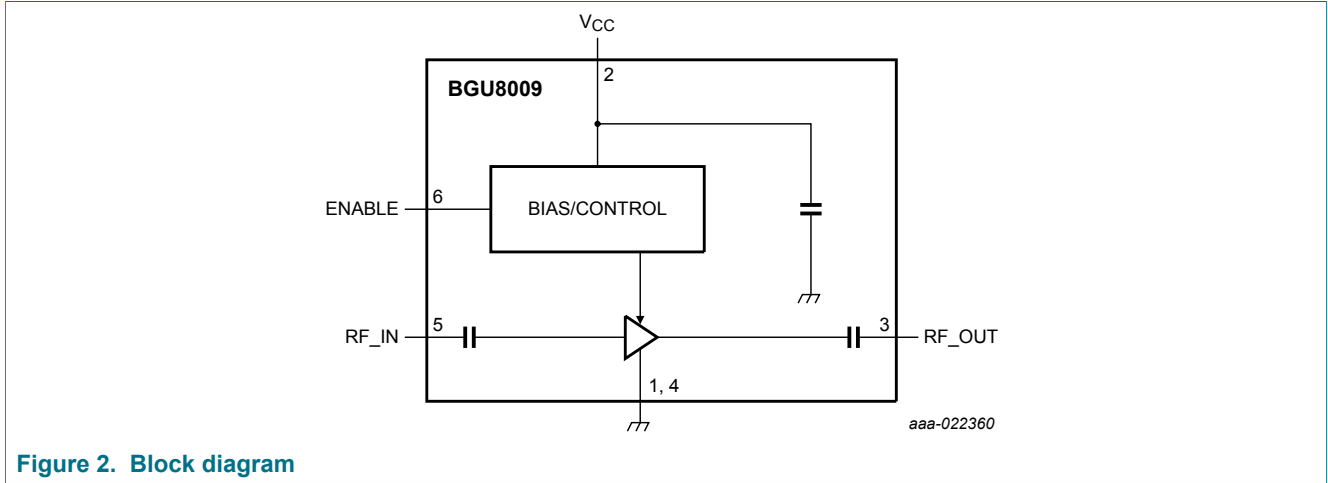 VCC
2
BGU8009
6
ENABLE
BIAS/CONTROL
5
3
RF_IN
RF_OUT
1, 4
aaa-022360
Figure 2. Block diagram